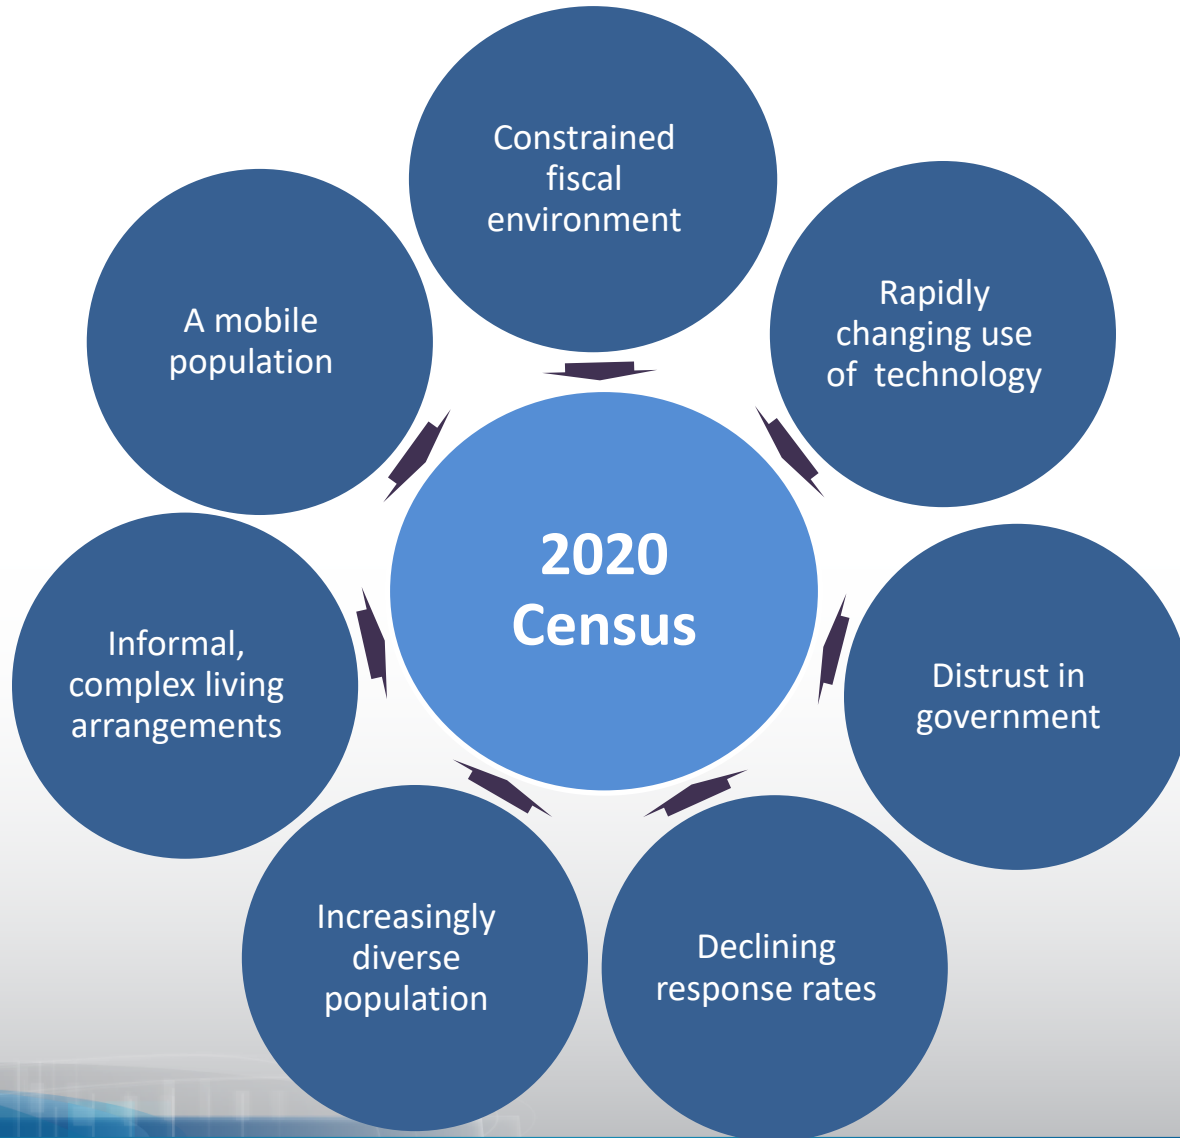 Constrained
fiscal
environment
Rapidly
changing use
of technology
Distrust in
government
Declining
response rates
Increasingly
diverse
population
Informal,
complex living
arrangements
A mobile
population
2020
Census